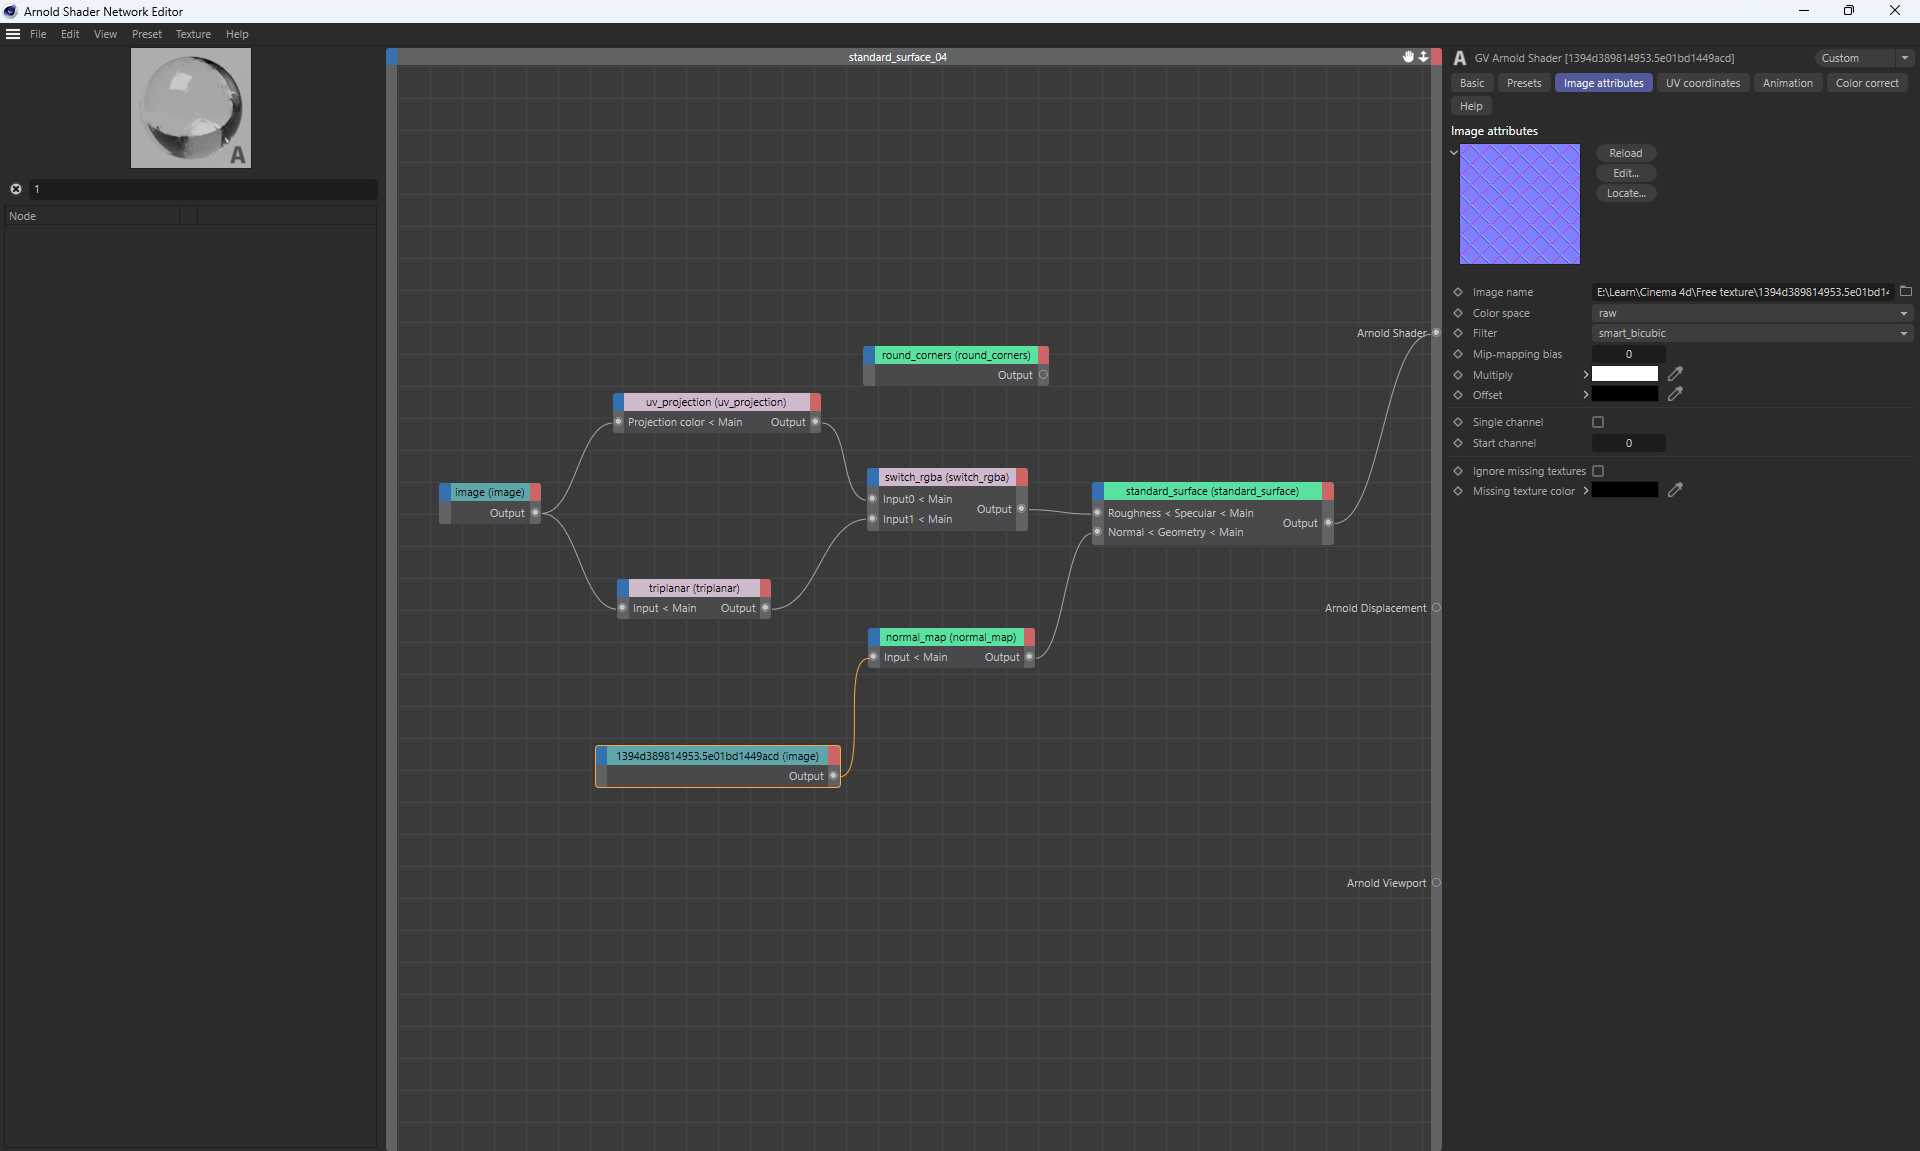 Arnold Shader Network Editor
File Edit View Preset Texture Help
A
1
Node
standard_surface_04
round_corners (round_corners)
Output
uv_projection (uv_projection)
Projection color < Main Output
image (image)
Output
switch_rgba (switch_rgba)
Input0 < Main
Output
Input1 < Main
standard_surface (standard_surface)
Roughness < Specular < Main
Output
Normal < Geometry < Main
triplanar (triplanar)
Input < Main Output
normal_map (normal_map)
Input < Main Output
1394d389814953.5e01bd1449acd (image)
Output
Arnold Shader
Arnold Displacement
Arnold Viewport
A GV Arnold Shader [1394d389814953.5e01bd1449acd] Custom
Basic Presets Image attributes UV coordinates Animation Color correct
Help
Image attributes
Reload
Edit...
Locate...
Image name E:\Learn\Cinema 4d\Free texture\1394d389814953.5e01bd14
Color space raw
Filter smart_bicubic
Mip-mapping bias 0
Multiply
Offset
Single channel
Start channel 0
Ignore missing textures
Missing texture color